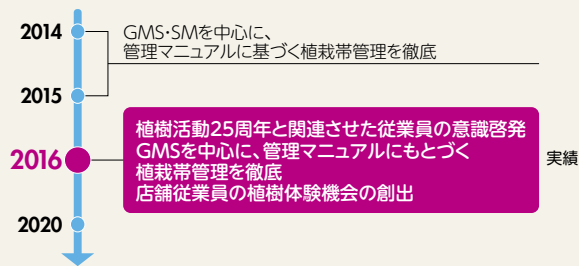 2014
GMS・SMを中心に、
管理マニュアルに基づく植栽帯管理を徹底
2015
2016
植樹活動25周年と関連させた従業員の意識啓発
GMSを中心に、管理マニュアルにもとづく
植栽帯管理を徹底
店舗従業員の植樹体験機会の創出
実績
2020